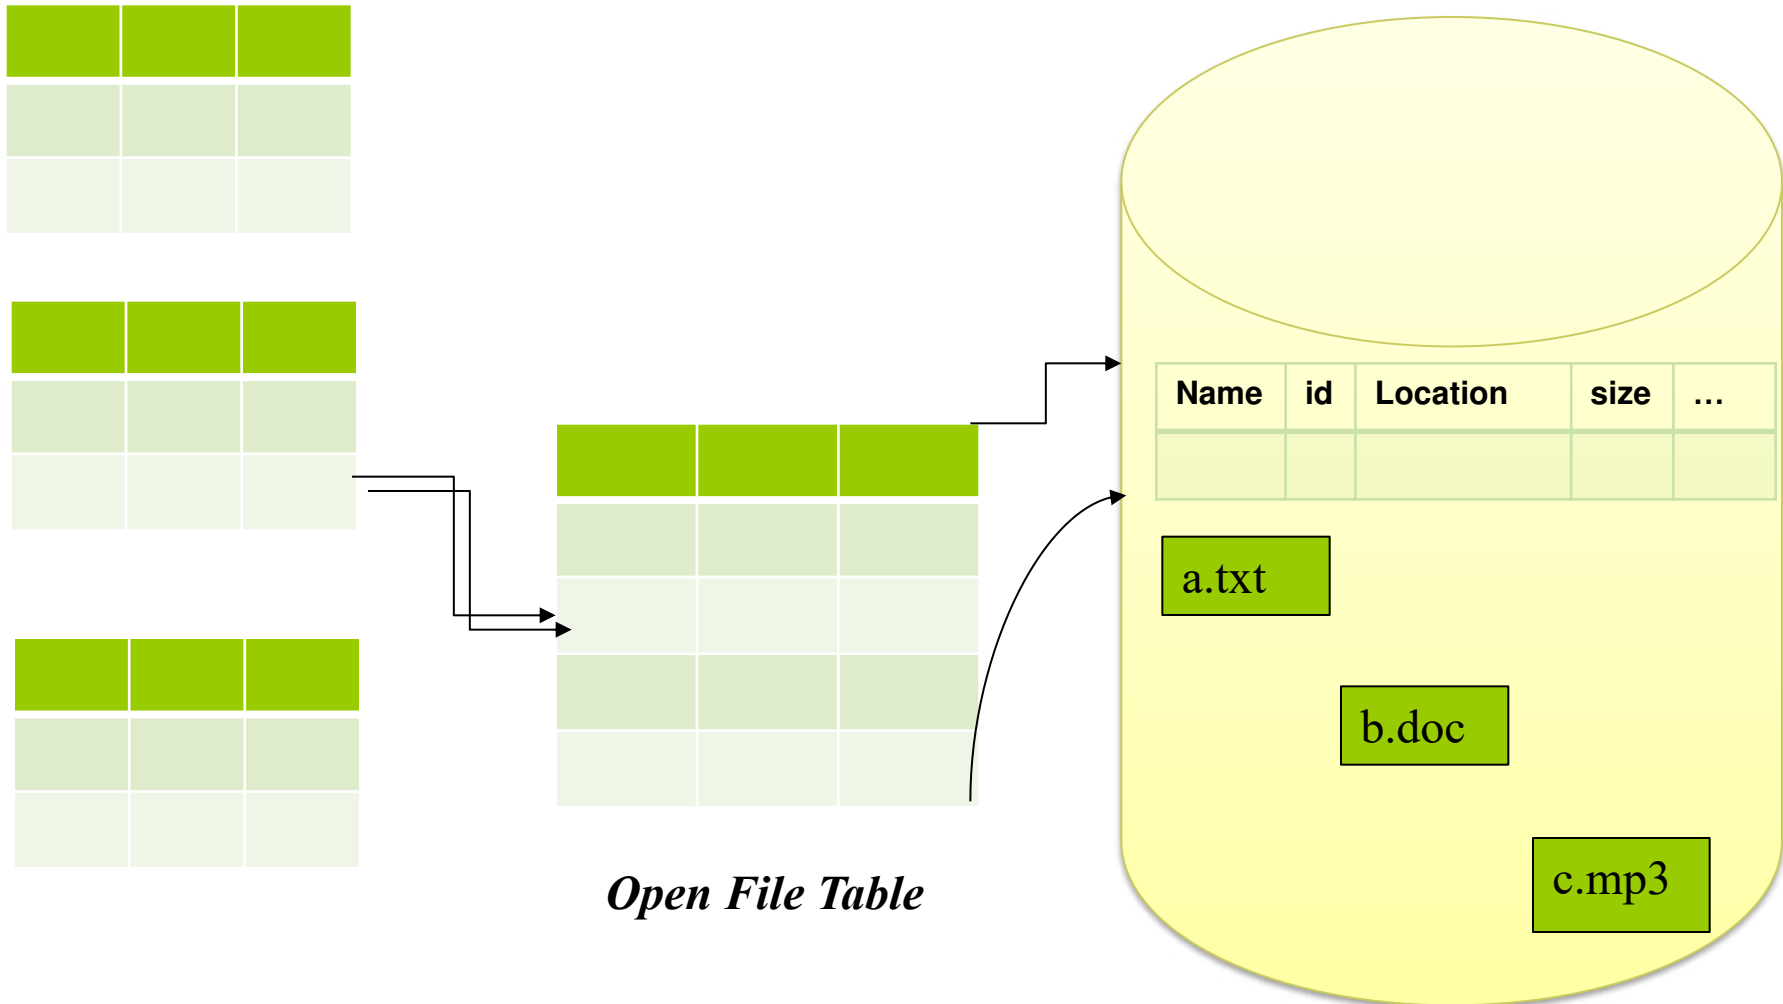 Name id Location size …
a.txt
b.doc
c.mp3
Open File Table